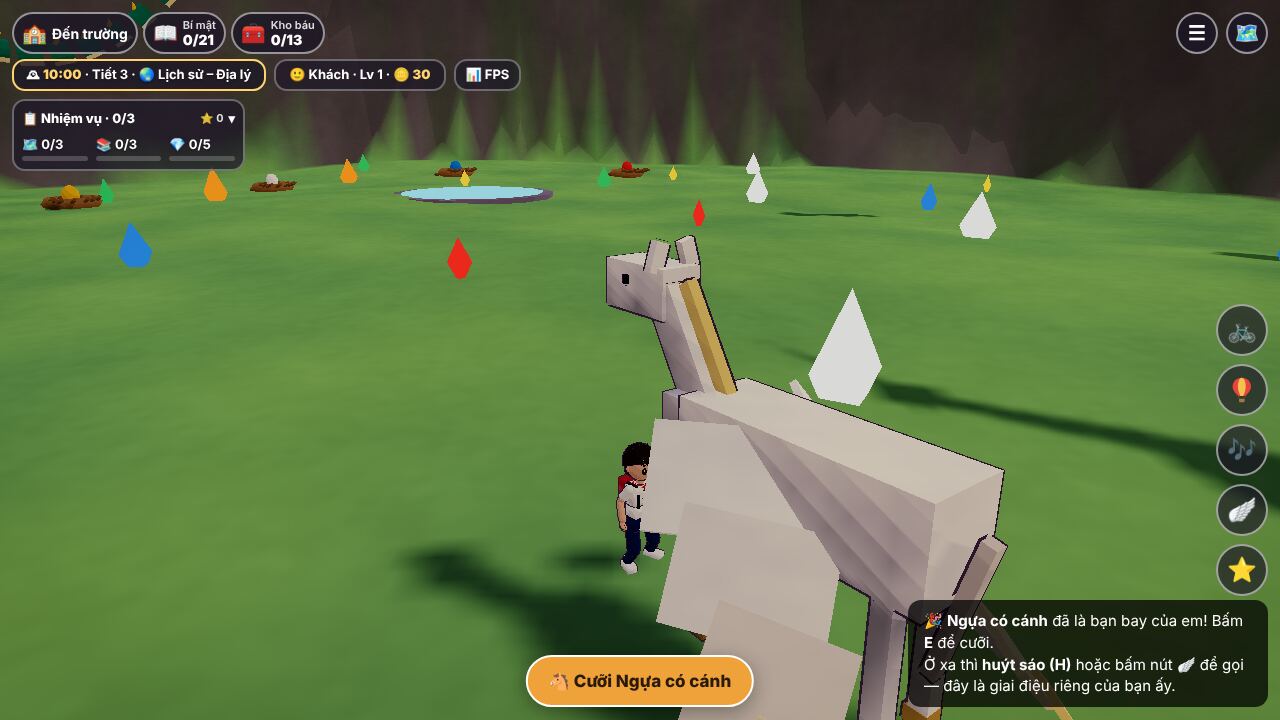 Đến trường
Bí mật
0/21
Kho báu
0/13
10:00 · Tiết 3 · Lịch sử – Địa lý
Khách · Lv 1 · 30
FPS
Nhiệm vụ · 0/3
0
0/3
0/3
0/5
Ngựa có cánh đã là bạn bay của em! Bấm
E để cưỡi.
Ở xa thì huýt sáo (H) hoặc bấm nút để gọi
— đây là giai điệu riêng của bạn ấy.
Cưỡi Ngựa có cánh